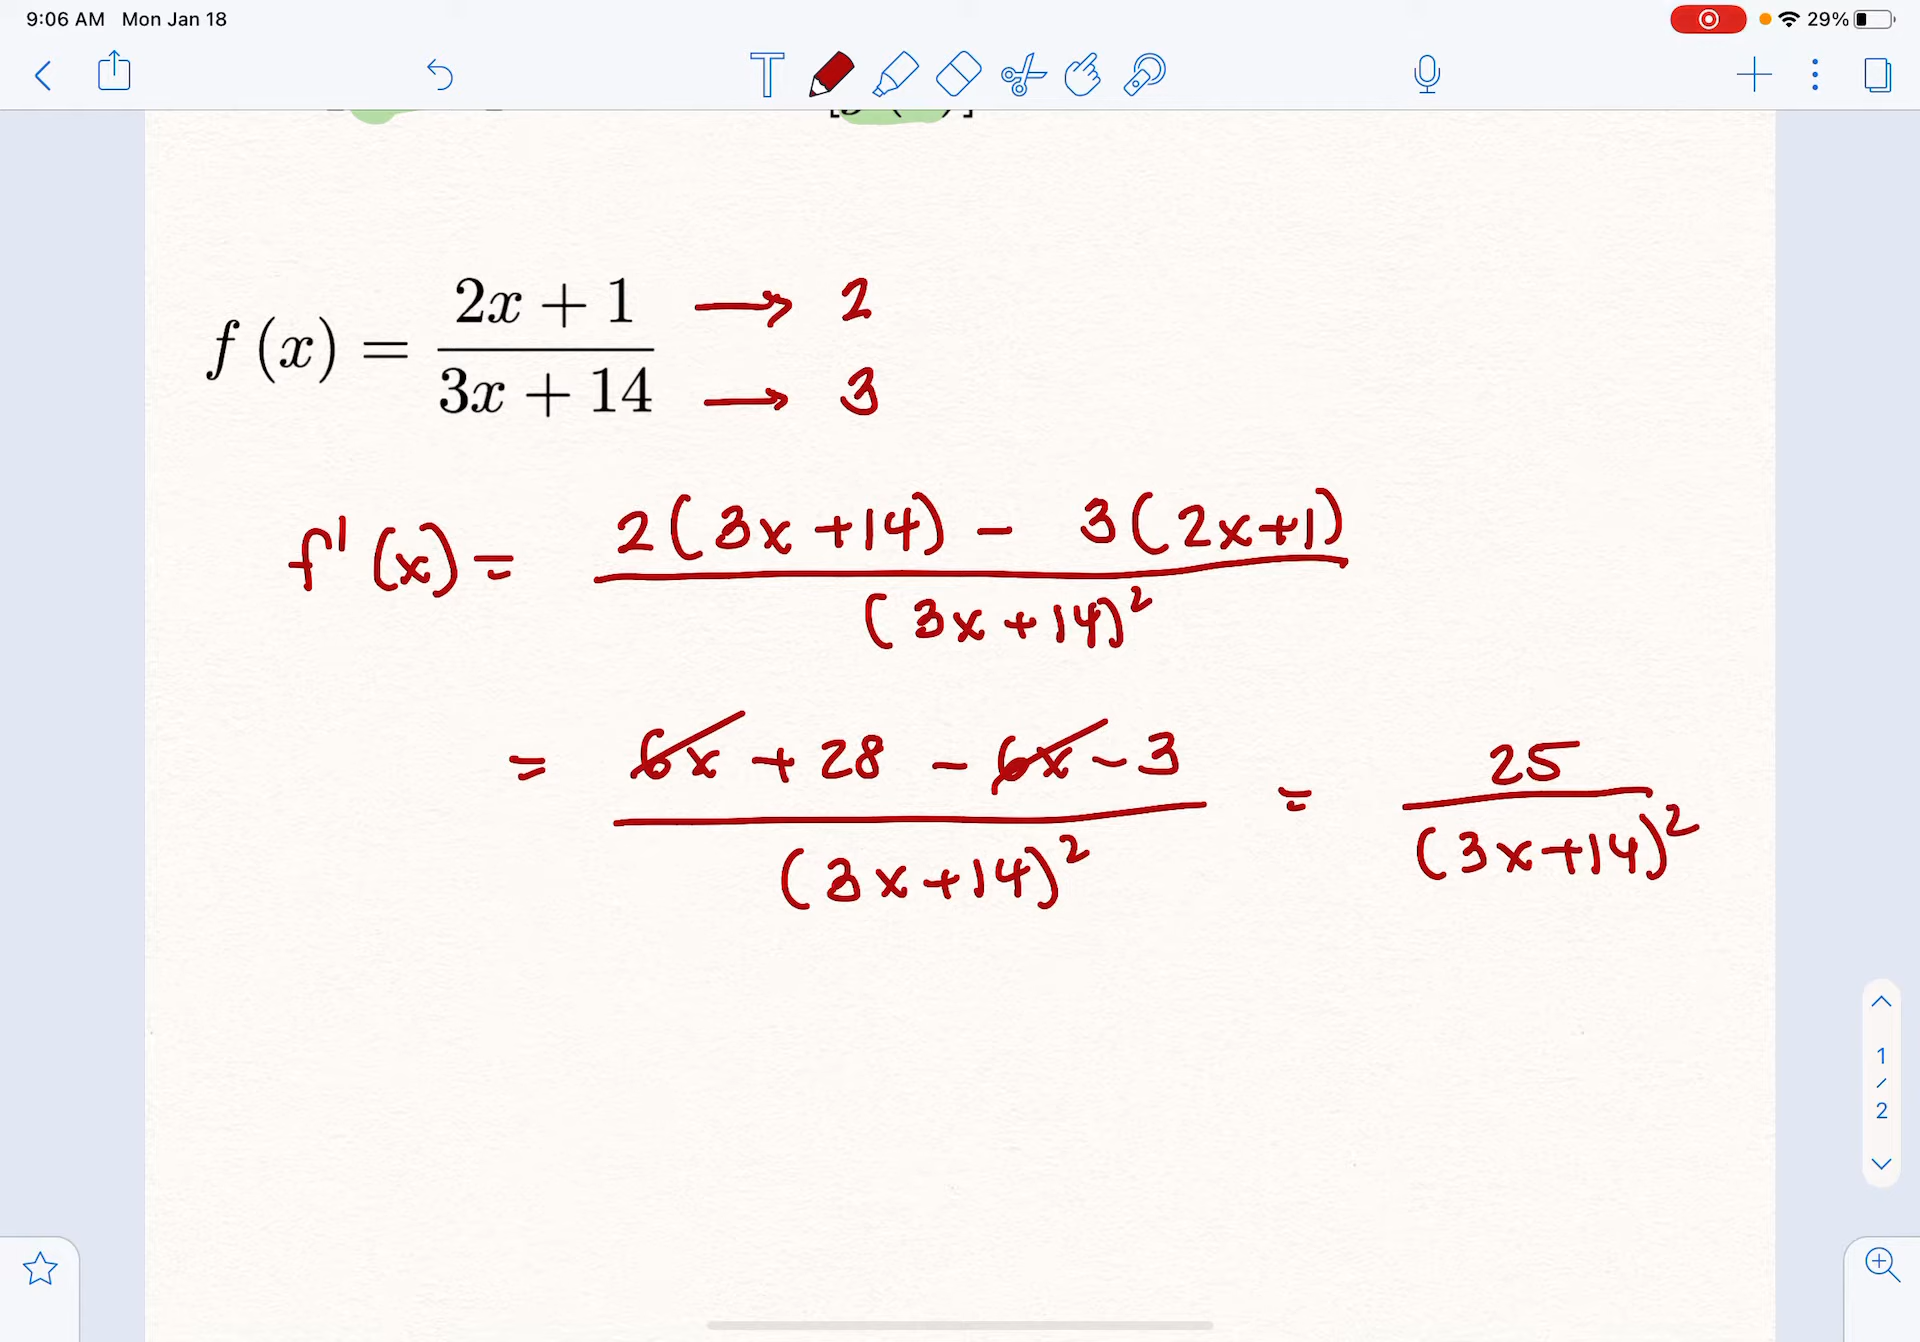 9:06 AM Mon Jan 18
29%
f (x) = (2x + 1)/(3x + 14) → 2 → 3
f'(x) = (2(3x+14) - 3(2x+1))/(3x+14)²
= (6x + 28 - 6x - 3)/(3x+14)² = 25/(3x+14)²
1
/
2